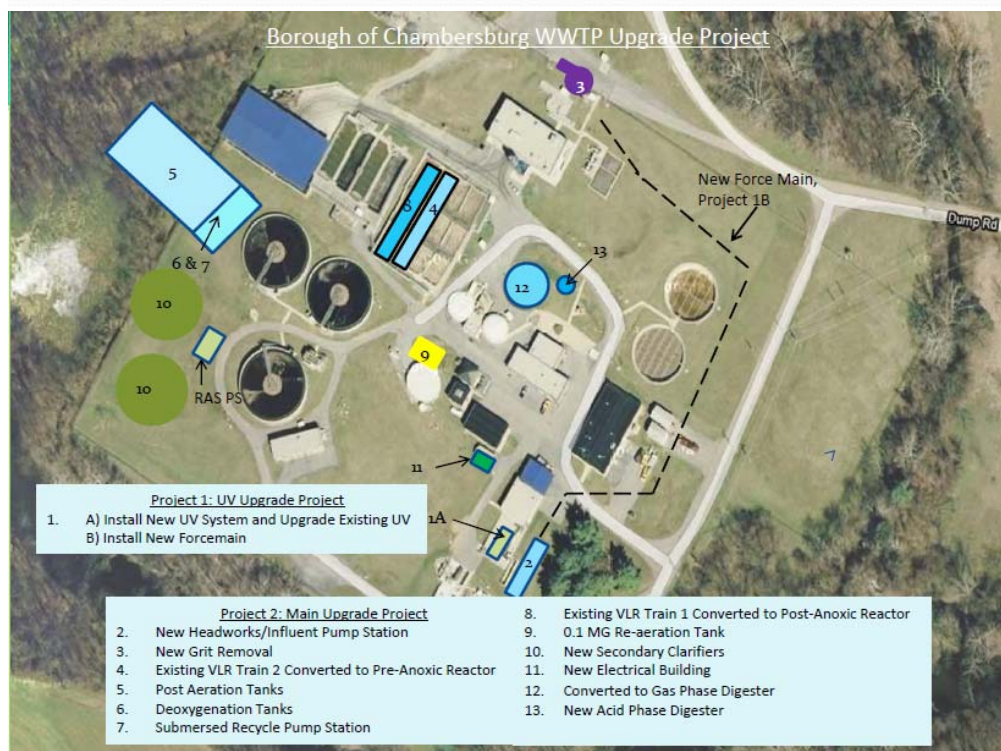 Borough of Chambersburg WWTP Upgrade Project
3
5
New Force Main,
Project 1B
Dump Rd
8
4
6 & 7
13
12
10
9
RAS PS
10
11
1A
2
Project 1: UV Upgrade Project
1. A) Install New UV System and Upgrade Existing UV
B) Install New Forcemain
Project 2: Main Upgrade Project
2. New Headworks/Influent Pump Station
3. New Grit Removal
4. Existing VLR Train 2 Converted to Pre-Anoxic Reactor
5. Post Aeration Tanks
6. Deoxygenation Tanks
7. Submersed Recycle Pump Station
8. Existing VLR Train 1 Converted to Post-Anoxic Reactor
9. 0.1 MG Re-aeration Tank
10. New Secondary Clarifiers
11. New Electrical Building
12. Converted to Gas Phase Digester
13. New Acid Phase Digester